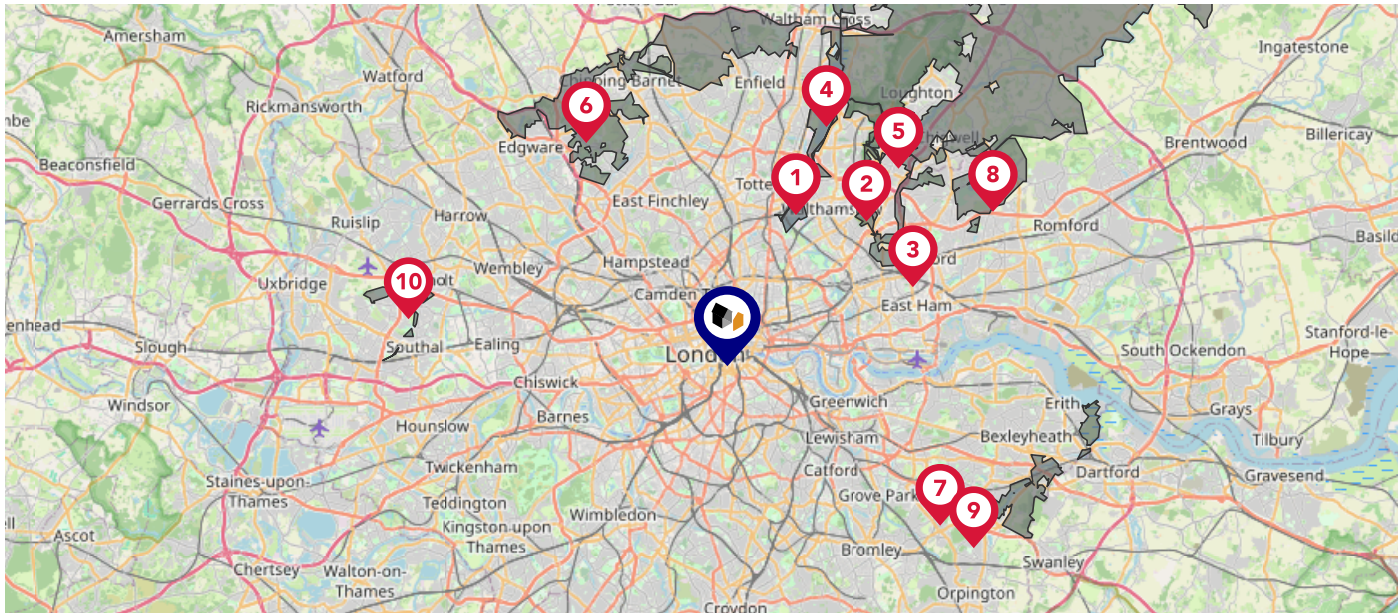 Waltham Cross
Amersham
Ingatestone
Watford
Chipping Barnet
Enfield
Loughton
4
Rickmansworth
6
5
Chigwell
Billericay
Brentwood
Edgware
Beaconsfield
1
2
8
Gerrards Cross
East Finchley
Ruislip
Harrow
Romford
3
Hampstead
Wembley
10
Uxbridge
Camden
East Ham
Slough
Southal
Ealing
London
Stanford-le-
Hope
South Ockendon
Chiswick
Windsor
Barnes
Greenwich
Erith
Grays
Hounslow
Lewisham
Bexleyheath
Tilbury
Twickenham
Catford
Dartford
Gravesend
Staines-upon-
Thames
Teddington
7
Grove Park
9
Wimbledon
Kingston-upon
Thames
Ascot
Bromley
Swanley
Chertsey
Walton-on-
Thames
Orpington
Croydon